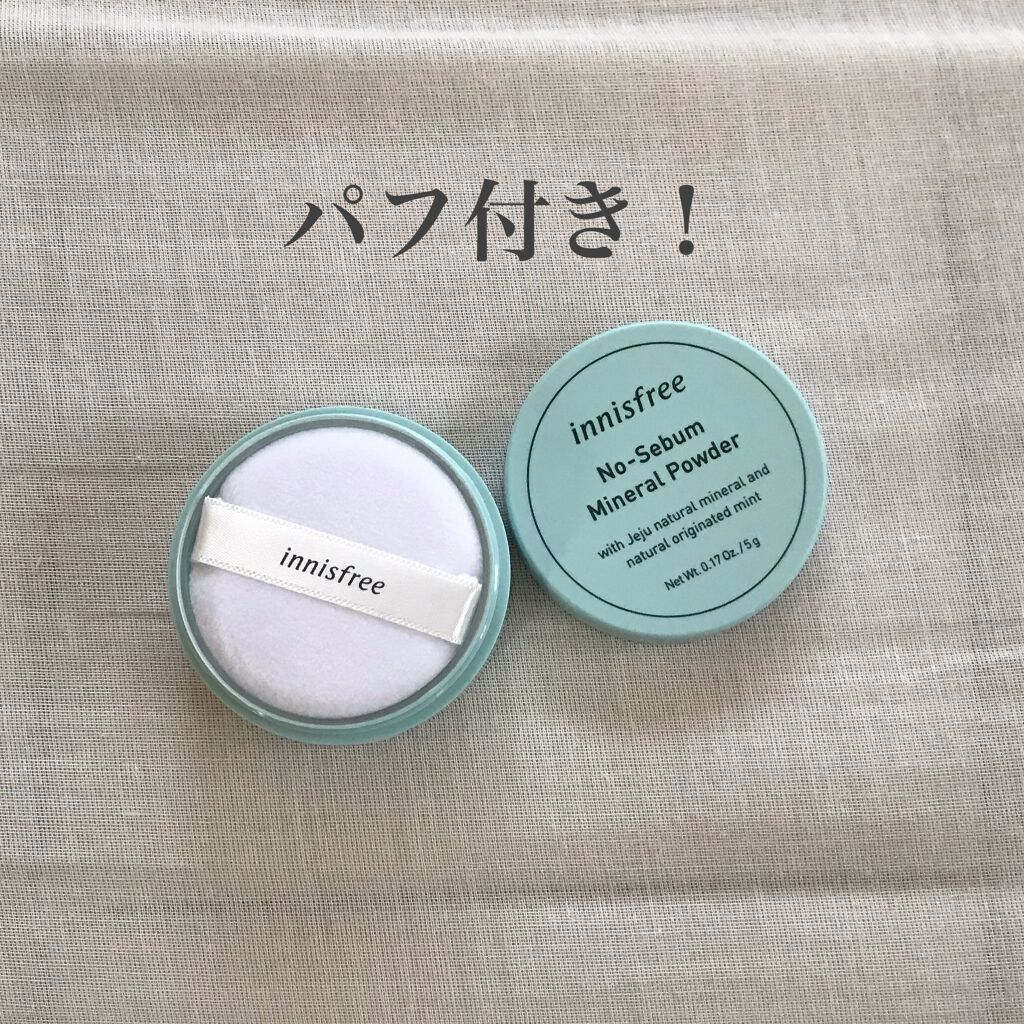 パフ付き！
innisfree
No-Sebum
Mineral Powder
with Jeju natural mineral and
natural originated mint
Net Wt. 0.17 Oz. / 5 g
innisfree